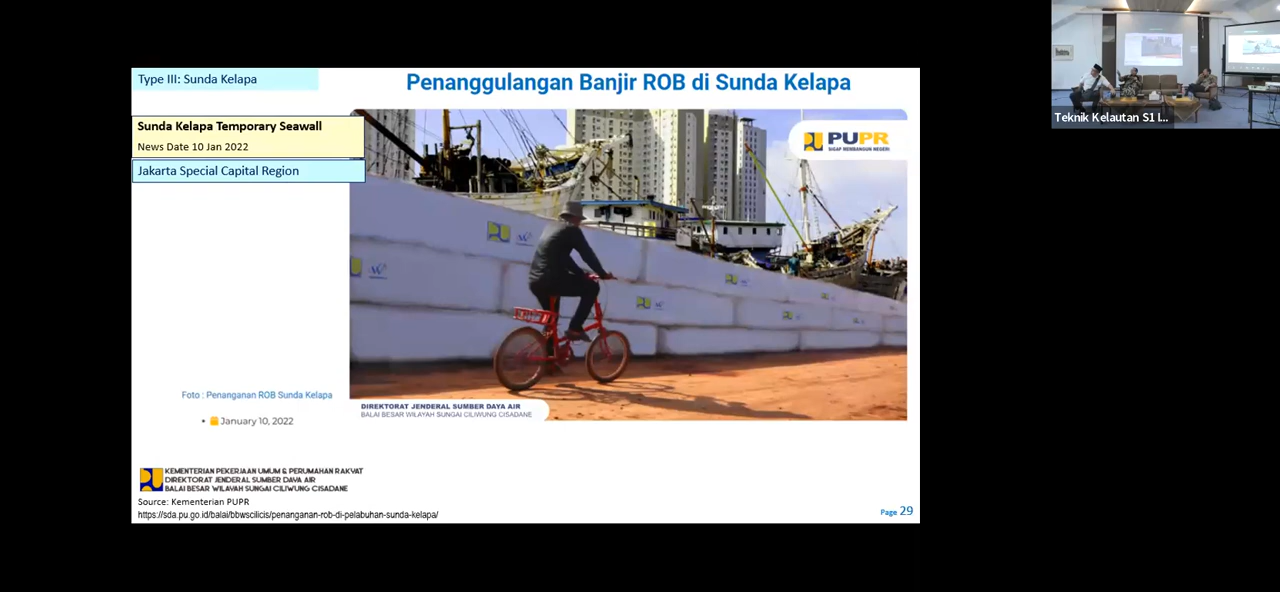 Type III: Sunda Kelapa
Penanggulangan Banjir ROB di Sunda Kelapa
Sunda Kelapa Temporary Seawall
News Date 10 Jan 2022
Jakarta Special Capital Region
PUPR
SIGAP MEMBANGUN NEGERI
Foto : Penanganan ROB Sunda Kelapa
• January 10, 2022
DIREKTORAT JENDERAL SUMBER DAYA AIR
BALAI BESAR WILAYAH SUNGAI CILIWUNG CISADANE
KEMENTERIAN PEKERJAAN UMUM & PERUMAHAN RAKYAT
DIREKTORAT JENDERAL SUMBER DAYA AIR
BALAI BESAR WILAYAH SUNGAI CILIWUNG CISADANE
Source: Kementerian PUPR
https://sda.pu.go.id/balai/bbwscilicis/penanganan-rob-di-pelabuhan-sunda-kelapa/
Page 29
Teknik Kelautan S1 I...